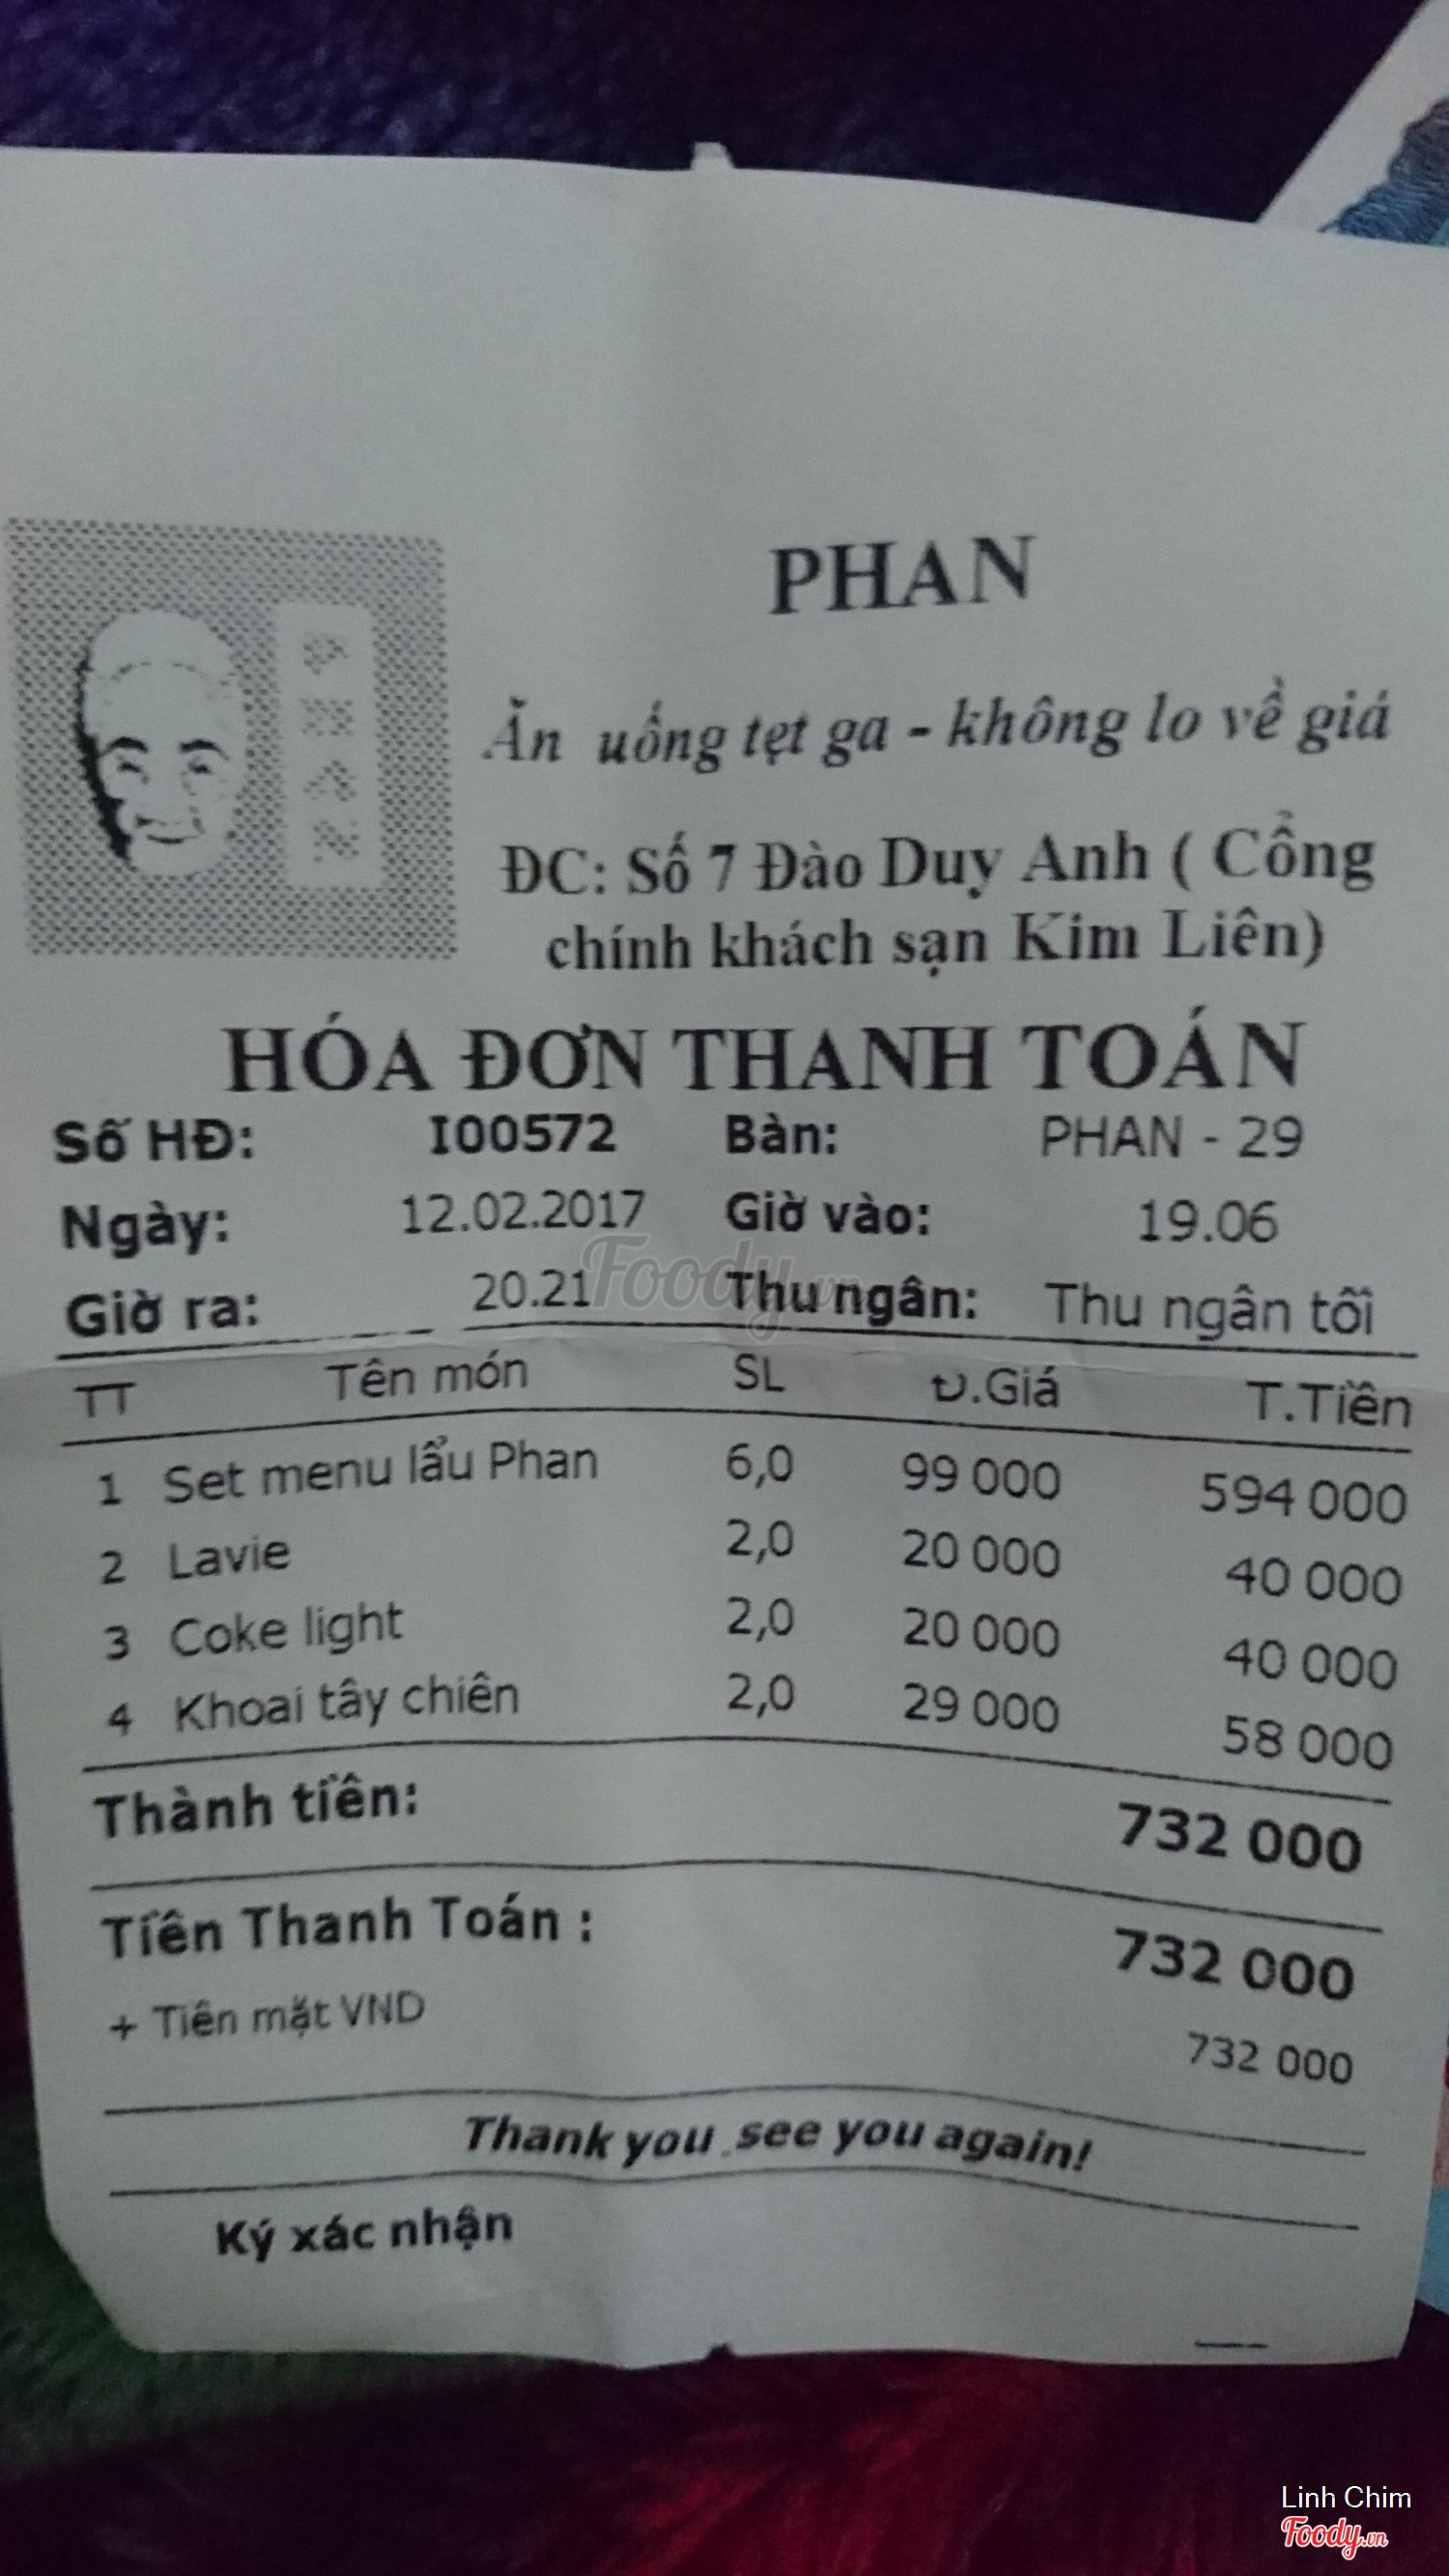 PHAN
Ăn uống tẹt ga - không lo về giá
ĐC: Số 7 Đào Duy Anh ( Cổng
chính khách sạn Kim Liên)
HÓA ĐƠN THANH TOÁN
Số HĐ: I00572 Bàn: PHAN - 29
Ngày: 12.02.2017 Giờ vào: 19.06
Giờ ra: 20.21 Thu ngân: Thu ngân tối
TT Tên món SL Đ.Giá T.Tiền
1 Set menu lẩu Phan 6,0 99 000 594 000
2 Lavie 2,0 20 000 40 000
3 Coke light 2,0 20 000 40 000
4 Khoai tây chiên 2,0 29 000 58 000
Thành tiền: 732 000
Tiền Thanh Toán : 732 000
+ Tiền mặt VND 732 000
Thank you see you again!
Ký xác nhận
Foody.vn
Linh Chim
Foody.vn